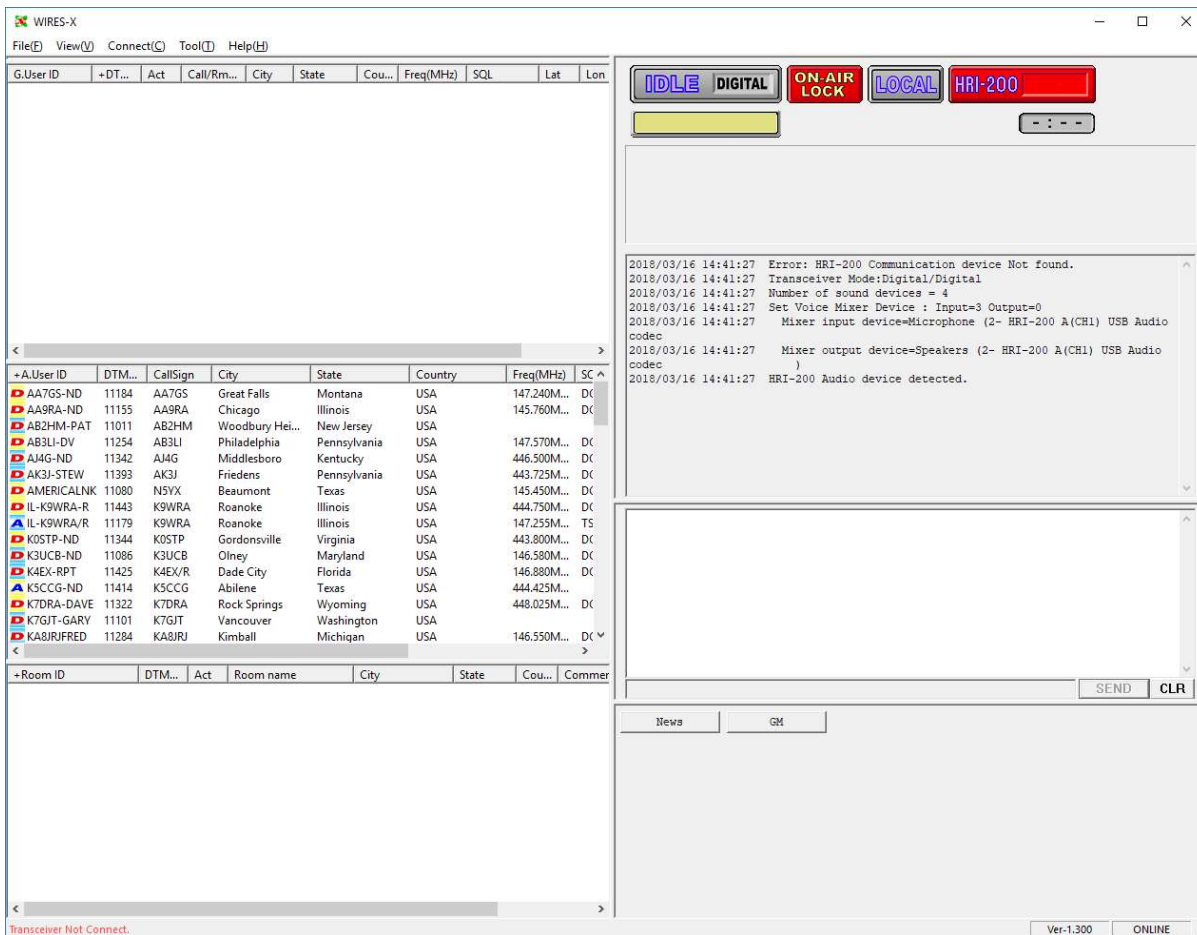 WIRES-X
File(F) View(V) Connect(C) Tool(T) Help(H)
G.User ID +DT... Act Call/Rm... City State Cou... Freq(MHz) SQL Lat Lon
IDLE DIGITAL ON-AIR LOCK LOCAL HRI-200
- : - -
2018/03/16 14:41:27 Error: HRI-200 Communication device Not found.
2018/03/16 14:41:27 Transceiver Mode:Digital/Digital
2018/03/16 14:41:27 Number of sound devices = 4
2018/03/16 14:41:27 Set Voice Mixer Device : Input=3 Output=0
2018/03/16 14:41:27 Mixer input device=Microphone (2- HRI-200 A(CH1) USB Audio
codec
2018/03/16 14:41:27 Mixer output device=Speakers (2- HRI-200 A(CH1) USB Audio
codec )
2018/03/16 14:41:27 HRI-200 Audio device detected.
+A.User ID DTM... CallSign City State Country Freq(MHz) SC
D AA7GS-ND 11184 AA7GS Great Falls Montana USA 147.240M... DC
D AA9RA-ND 11155 AA9RA Chicago Illinois USA 145.760M... DC
D AB2HM-PAT 11011 AB2HM Woodbury Hei... New Jersey USA
D AB3LI-DV 11254 AB3LI Philadelphia Pennsylvania USA 147.570M... DC
D AJ4G-ND 11342 AJ4G Middlesboro Kentucky USA 446.500M... DC
D AK3J-STEW 11393 AK3J Friedens Pennsylvania USA 443.725M... DC
D AMERICALNK 11080 N5YX Beaumont Texas USA 145.450M... DC
D IL-K9WRA-R 11443 K9WRA Roanoke Illinois USA 444.750M... DC
A IL-K9WRA/R 11179 K9WRA Roanoke Illinois USA 147.255M... TS
D K0STP-ND 11344 K0STP Gordonsville Virginia USA 443.800M... DC
D K3UCB-ND 11086 K3UCB Olney Maryland USA 146.580M... DC
D K4EX-RPT 11425 K4EX/R Dade City Florida USA 146.880M... DC
A K5CCG-ND 11414 K5CCG Abilene Texas USA 444.425M...
D K7DRA-DAVE 11322 K7DRA Rock Springs Wyoming USA 448.025M... DC
D K7GJT-GARY 11101 K7GJT Vancouver Washington USA
D KA8JRJFRED 11284 KA8JRJ Kimball Michigan USA 146.550M... DC
+Room ID DTM... Act Room name City State Cou... Commer
SEND CLR
News GM
Transceiver Not Connect. Ver-1.300 ONLINE